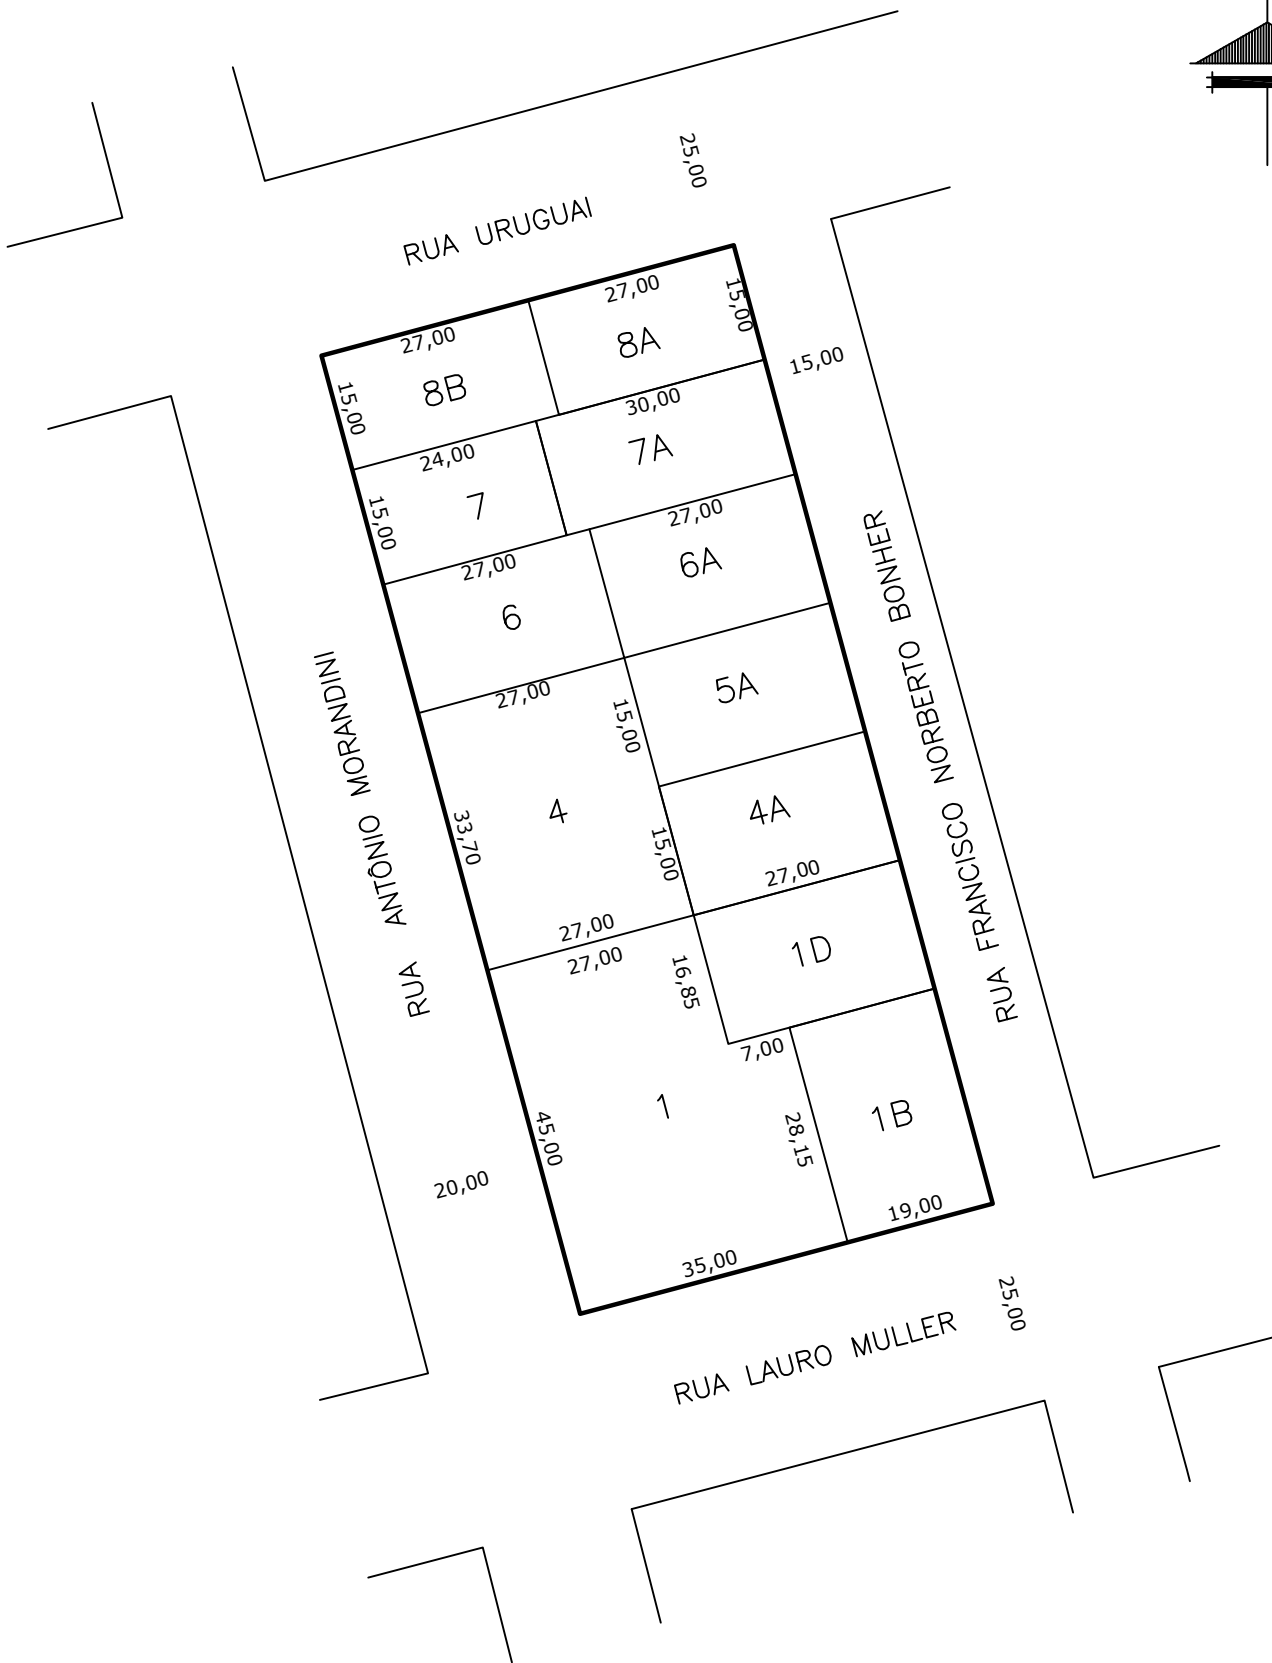 25,00
RUA URUGUAI
27,00
15,00
27,00
8A
15,00
8B
15,00
30,00
24,00
7A
7
15,00
27,00
27,00
6A
6
RUA FRANCISCO NORBERTO BONHER
RUA ANTÔNIO MORANDINI
27,00
15,00
5A
4
4A
33,70
15,00
27,00
27,00
27,00
1D
16,85
7,00
1
1B
45,00
28,15
20,00
19,00
35,00
25,00
RUA LAURO MULLER